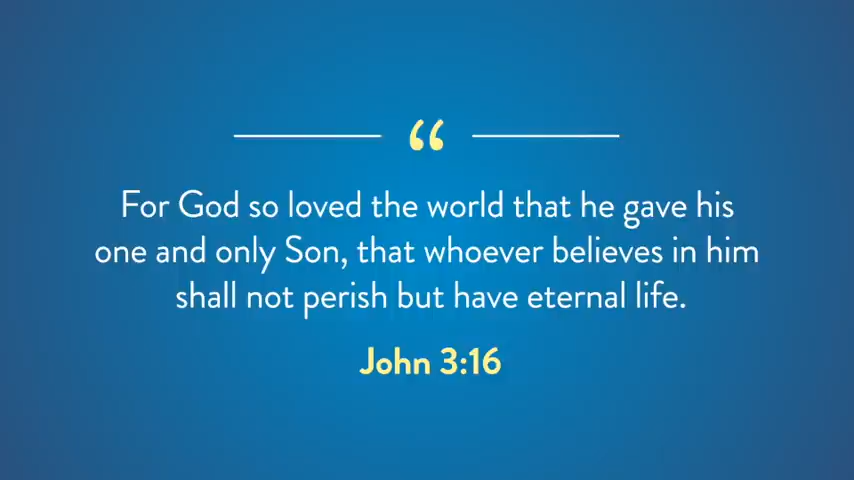 “
For God so loved the world that he gave his
one and only Son, that whoever believes in him
shall not perish but have eternal life.
John 3:16